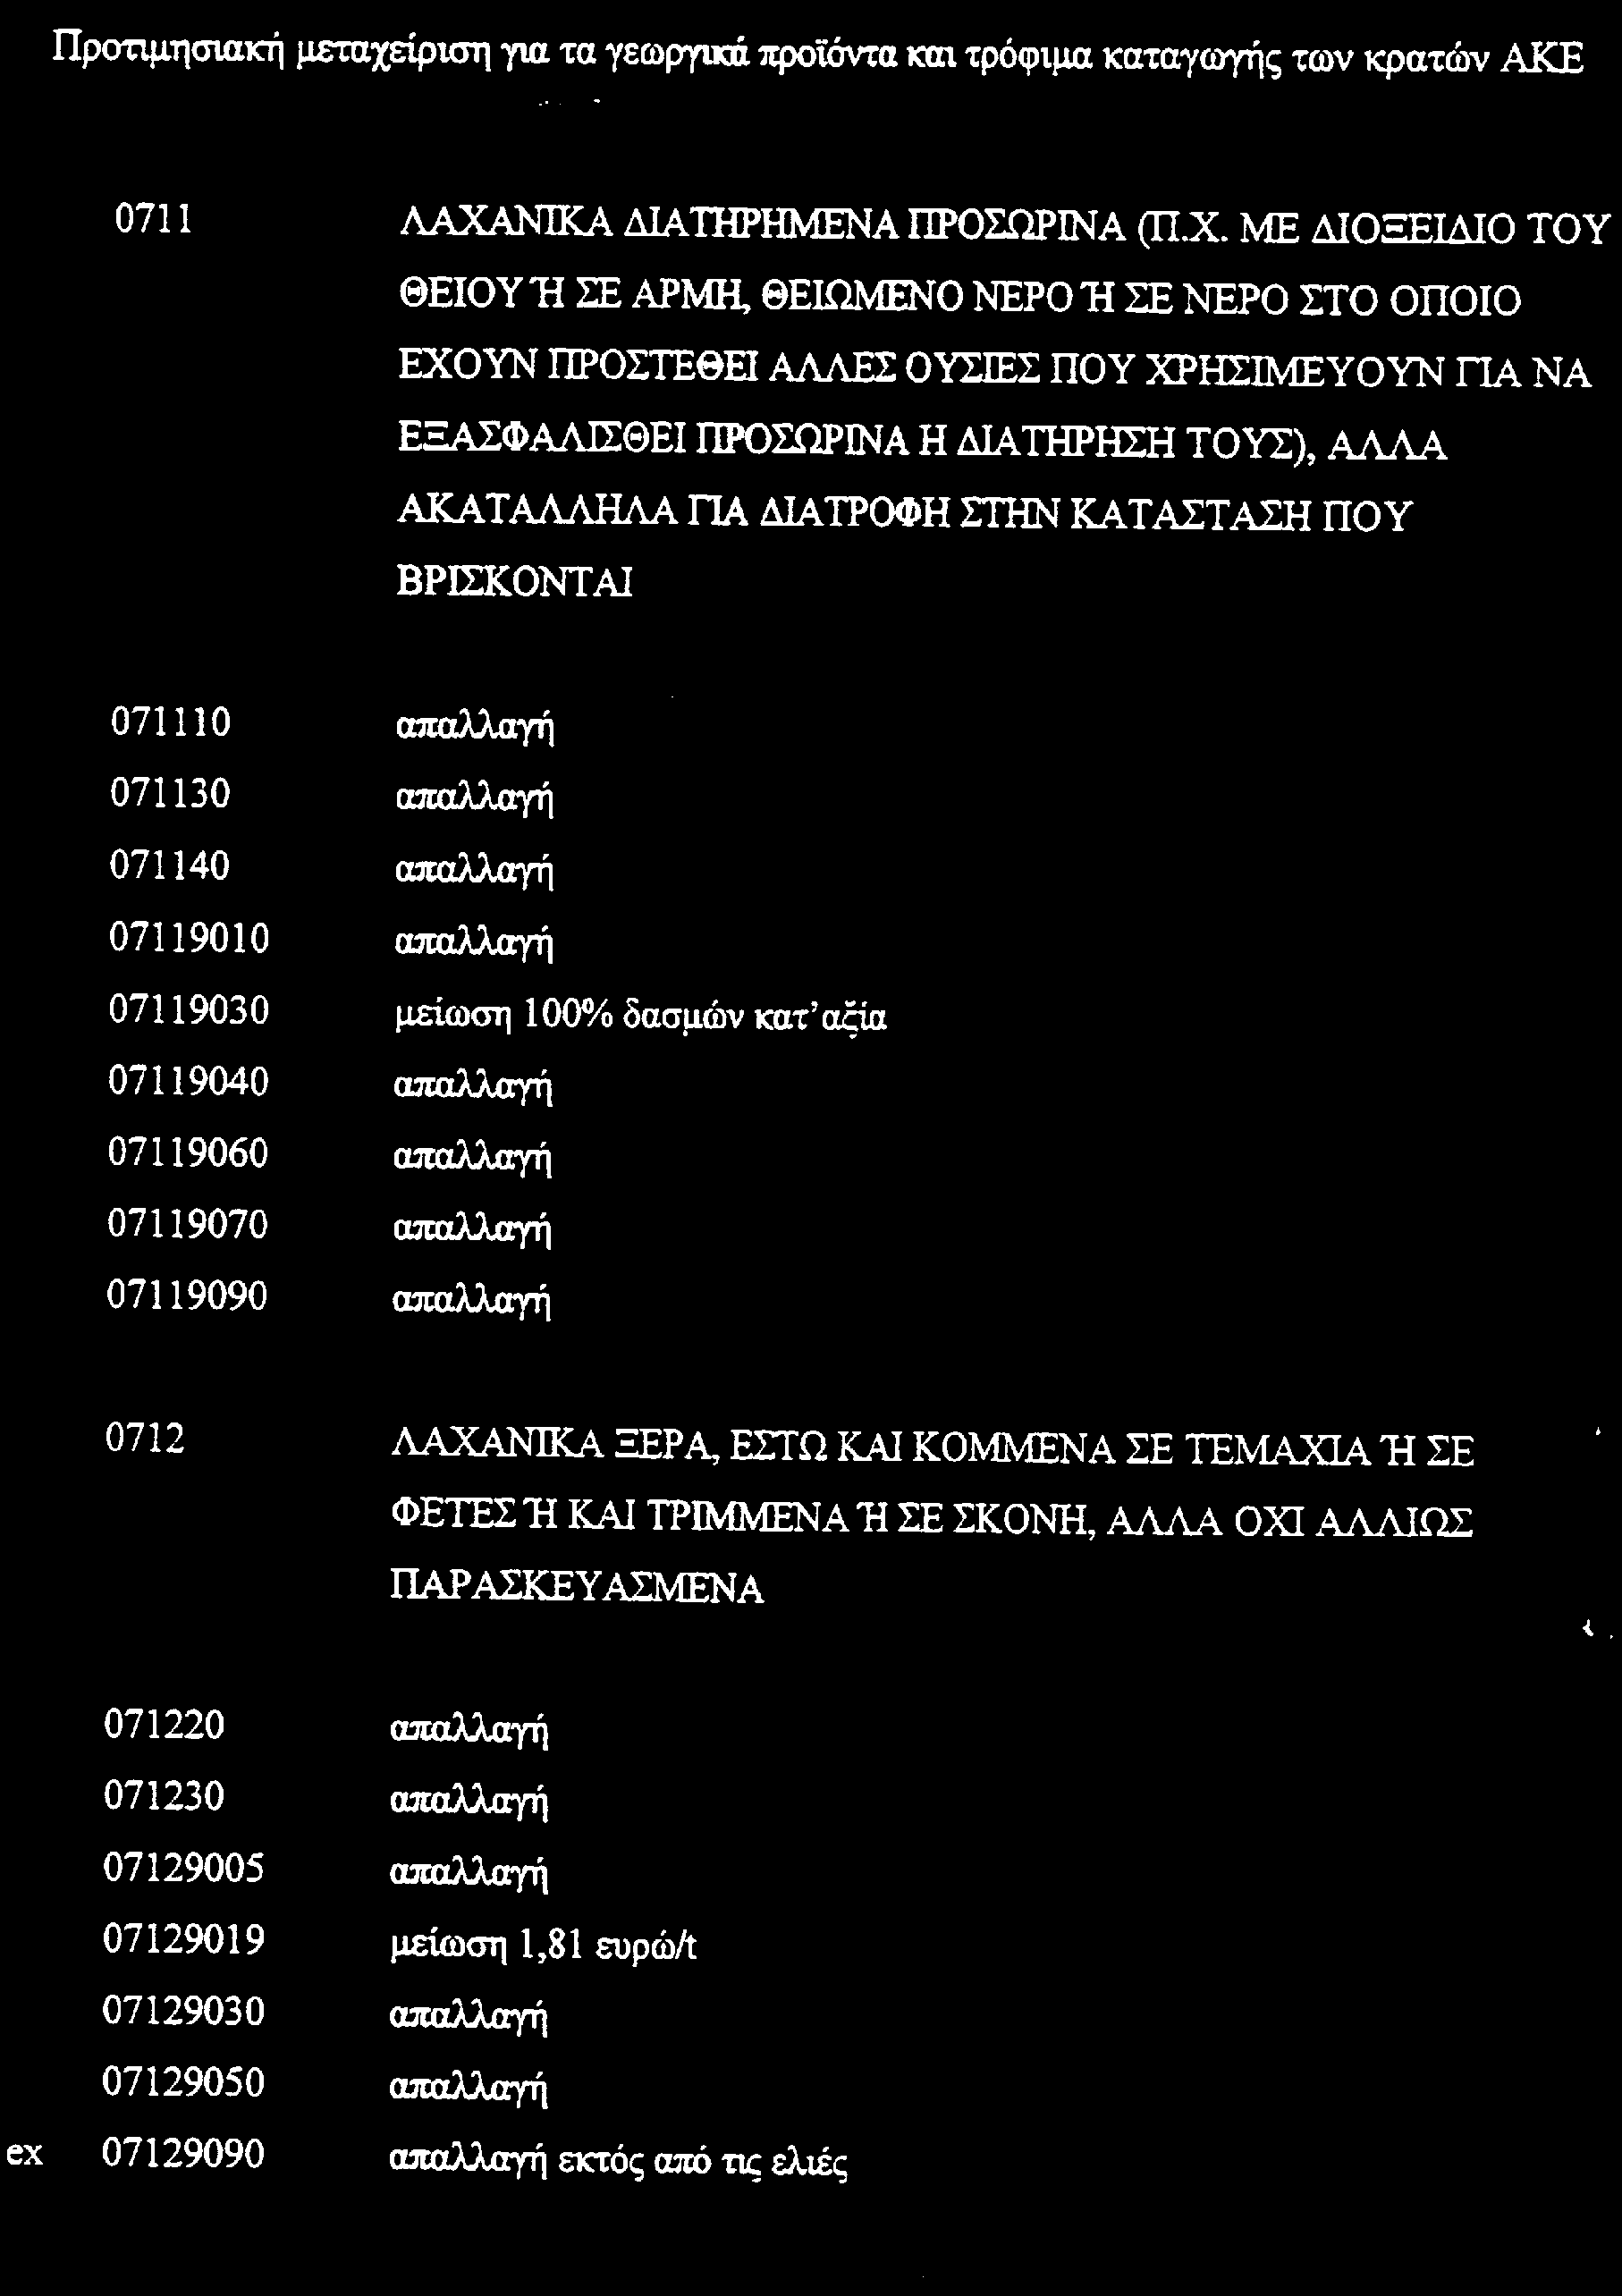 Προτιμησιακή μεταχείριση για τα γεωργικά προϊόντα και τρόφιμα καταγωγής των κρατών ΑΚΕ
0711 ΛΑΧΑΝΙΚΑ ΔΙΑΤΗΡΗΜΕΝΑ ΠΡΟΣΩΡΙΝΑ (Π.Χ. ΜΕ ΔΙΟΞΕΙΔΙΟ ΤΟΥ
ΘΕΙΟΥ Ή ΣΕ ΑΡΜΗ, ΘΕΙΩΜΕΝΟ ΝΕΡΟ Ή ΣΕ ΝΕΡΟ ΣΤΟ ΟΠΟΙΟ
ΕΧΟΥΝ ΠΡΟΣΤΕΘΕΙ ΑΛΛΕΣ ΟΥΣΙΕΣ ΠΟΥ ΧΡΗΣΙΜΕΥΟΥΝ ΓΙΑ ΝΑ
ΕΞΑΣΦΑΛΙΣΘΕΙ ΠΡΟΣΩΡΙΝΑ Η ΔΙΑΤΗΡΗΣΗ ΤΟΥΣ), ΑΛΛΑ
ΑΚΑΤΑΛΛΗΛΑ ΓΙΑ ΔΙΑΤΡΟΦΗ ΣΤΗΝ ΚΑΤΑΣΤΑΣΗ ΠΟΥ
ΒΡΙΣΚΟΝΤΑΙ
071110 απαλλαγή
071130 απαλλαγή
071140 απαλλαγή
07119010 απαλλαγή
07119030 μείωση 100% δασμών κατ’αξία
07119040 απαλλαγή
07119060 απαλλαγή
07119070 απαλλαγή
07119090 απαλλαγή
0712 ΛΑΧΑΝΙΚΑ ΞΕΡΑ, ΕΣΤΩ ΚΑΙ ΚΟΜΜΕΝΑ ΣΕ ΤΕΜΑΧΙΑ Ή ΣΕ
ΦΕΤΕΣ Ή ΚΑΙ ΤΡΙΜΜΕΝΑ Ή ΣΕ ΣΚΟΝΗ, ΑΛΛΑ ΟΧΙ ΑΛΛΙΩΣ
ΠΑΡΑΣΚΕΥΑΣΜΕΝΑ
071220 απαλλαγή
071230 απαλλαγή
07129005 απαλλαγή
07129019 μείωση 1,81 ευρώ/t
07129030 απαλλαγή
07129050 απαλλαγή
ex 07129090 απαλλαγή εκτός από τις ελιές